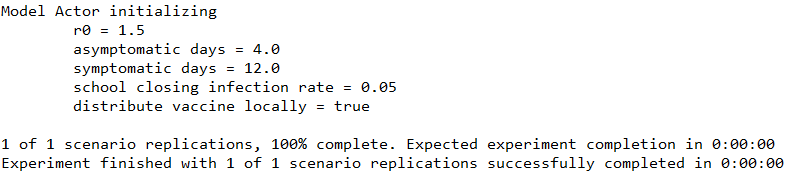 Model Actor initializing
r0 = 1.5
asymptomatic days = 4.0
symptomatic days = 12.0
school closing infection rate = 0.05
distribute vaccine locally = true
1 of 1 scenario replications, 100% complete. Expected experiment completion in 0:00:00
Experiment finished with 1 of 1 scenario replications successfully completed in 0:00:00